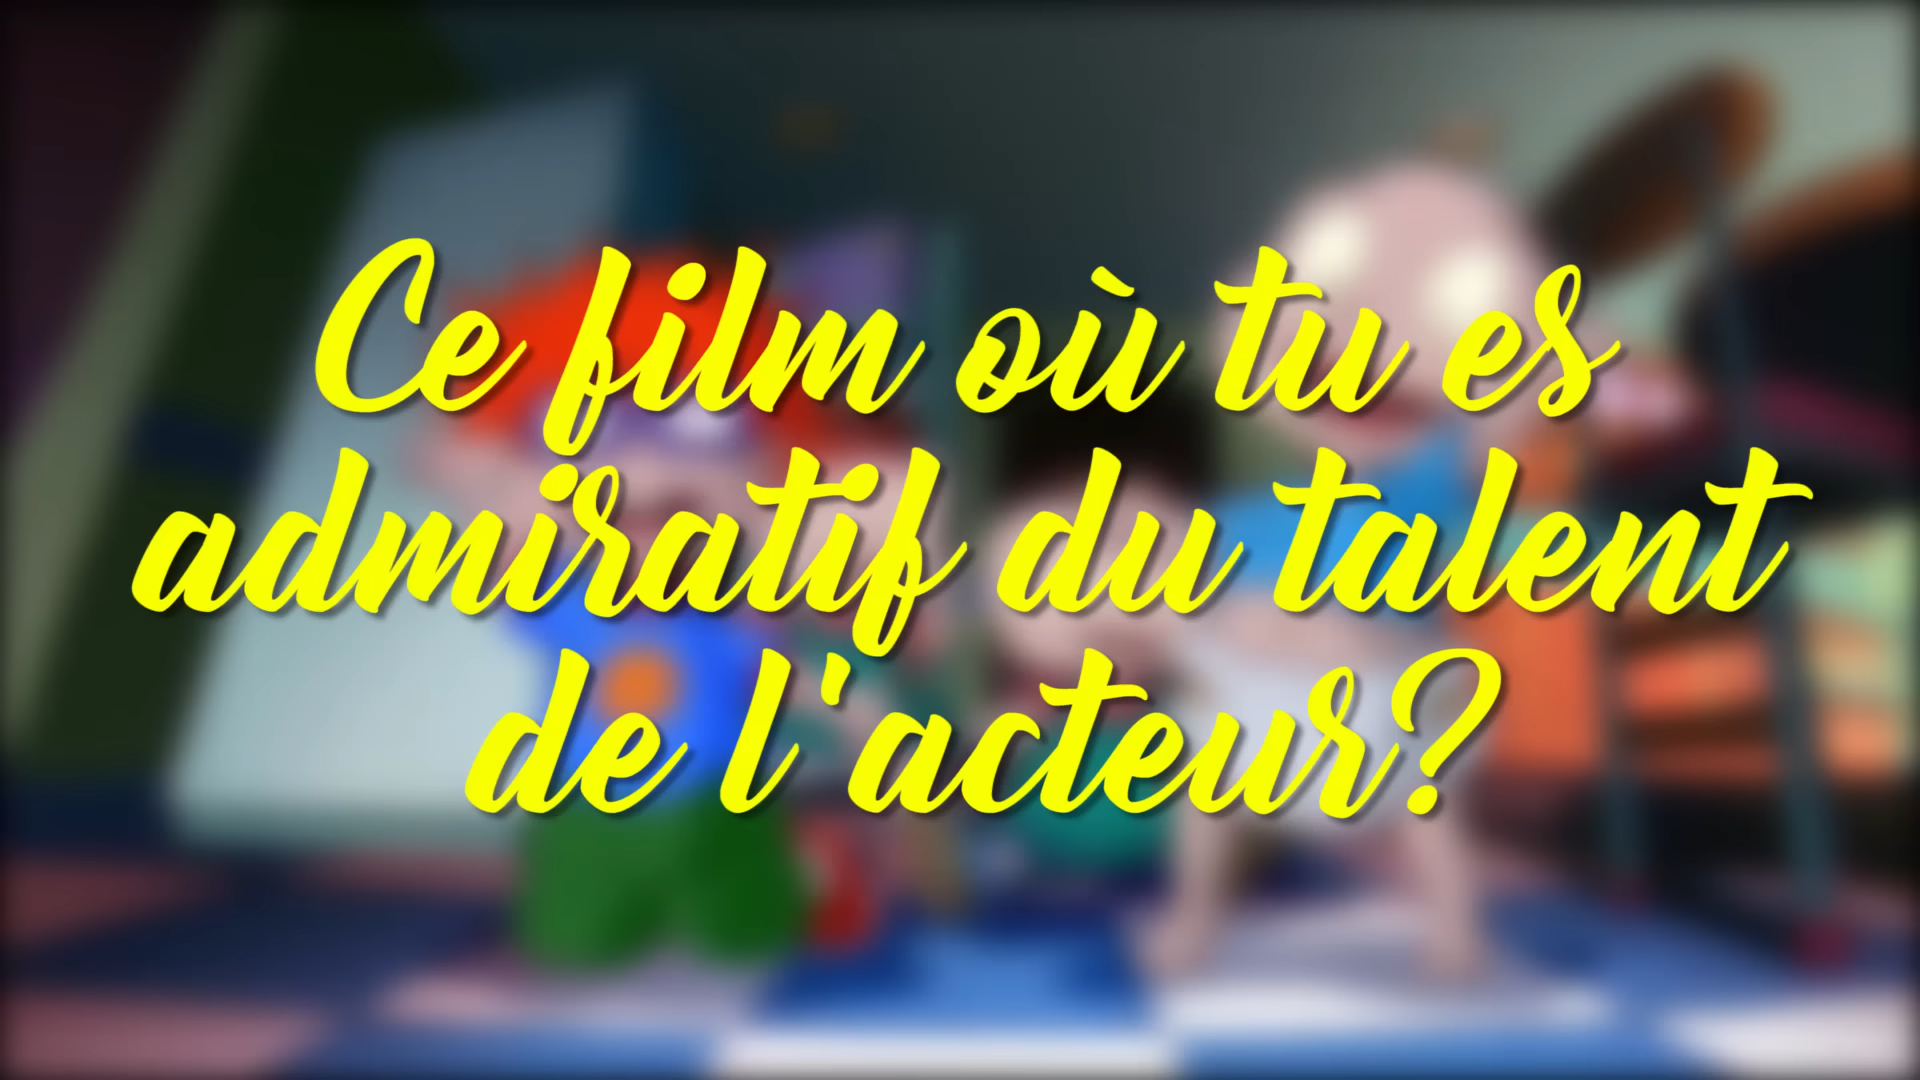 Ce film où tu es
admiratif du talent
de l'acteur?